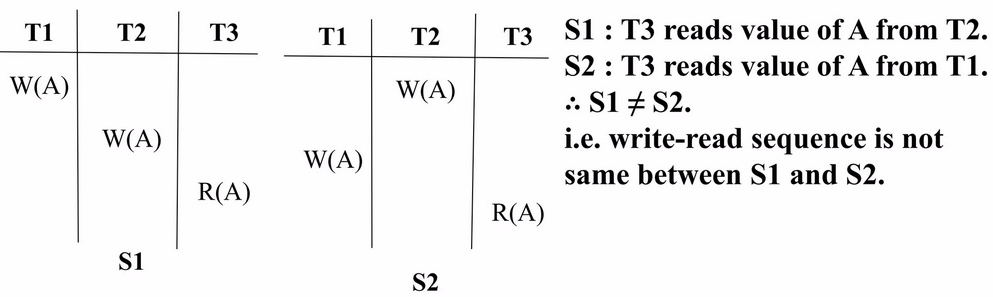 T1 T2 T3
W(A)
W(A)
R(A)
S1
T1 T2 T3
W(A)
W(A)
R(A)
S2
S1 : T3 reads value of A from T2.
S2 : T3 reads value of A from T1.
∴ S1 ≠ S2.
i.e. write-read sequence is not
same between S1 and S2.